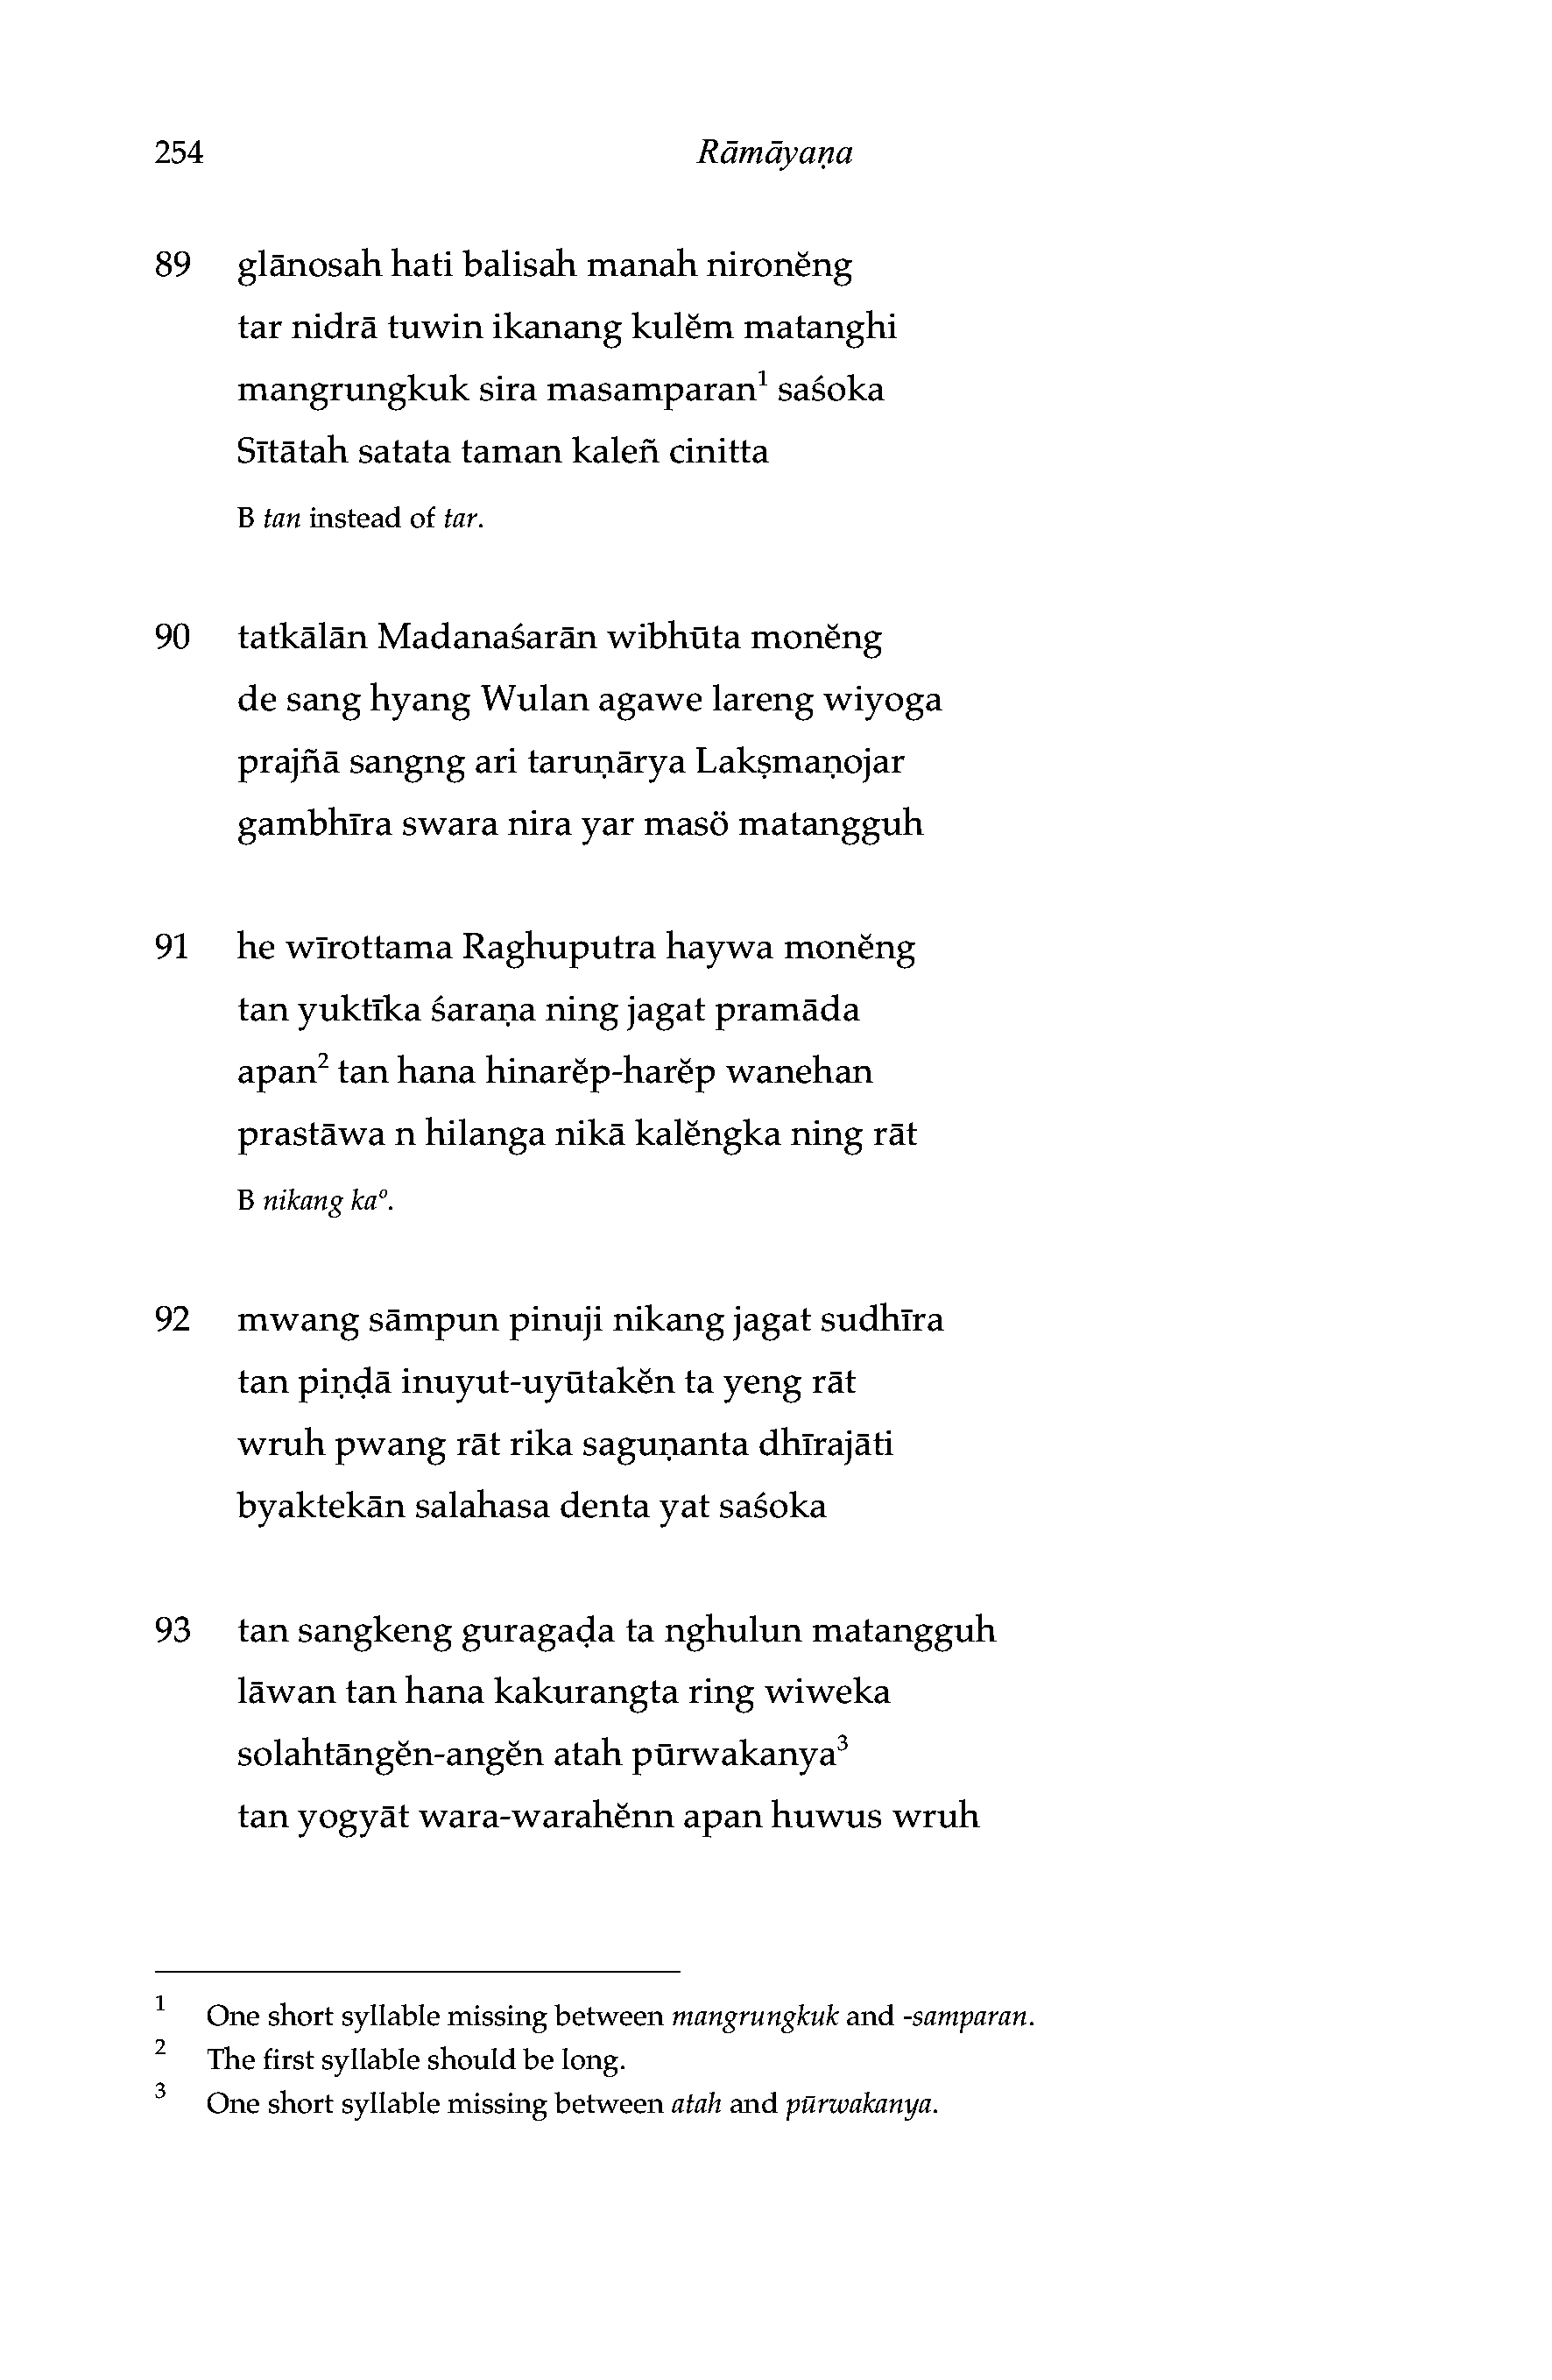 254 Rāmāyaṇa
89 glānosah hati balisah manah nironĕng
tar nidrā tuwin ikanang kulĕm matanghi
mangrungkuk sira masamparan¹ saśoka
Sītātah satata taman kaleñ cinitta
B tan instead of tar.
90 tatkālān Madanaśarān wibhūta monĕng
de sang hyang Wulan agawe lareng wiyoga
prajñā sangng ari taruṇārya Lakṣmaṇojar
gambhīra swara nira yar masö matangguh
91 he wīrottama Raghuputra haywa monĕng
tan yuktīka śaraṇa ning jagat pramāda
apan² tan hana hinarĕp-harĕp wanehan
prastāwa n hilanga nikā kalĕngka ning rāt
B nikang kaº.
92 mwang sāmpun pinuji nikang jagat sudhīra
tan piṇḍā inuyut-uyūtakĕn ta yeng rāt
wruh pwang rāt rika saguṇanta dhīrajāti
byaktekān salahasa denta yat saśoka
93 tan sangkeng guragaḍa ta nghulun matangguh
lāwan tan hana kakurangta ring wiweka
solahtāngĕn-angĕn atah pūrwakanya³
tan yogyāt wara-warahĕnn apan huwus wruh
1 One short syllable missing between mangrungkuk and -samparan.
2 The first syllable should be long.
3 One short syllable missing between atah and pūrwakanya.